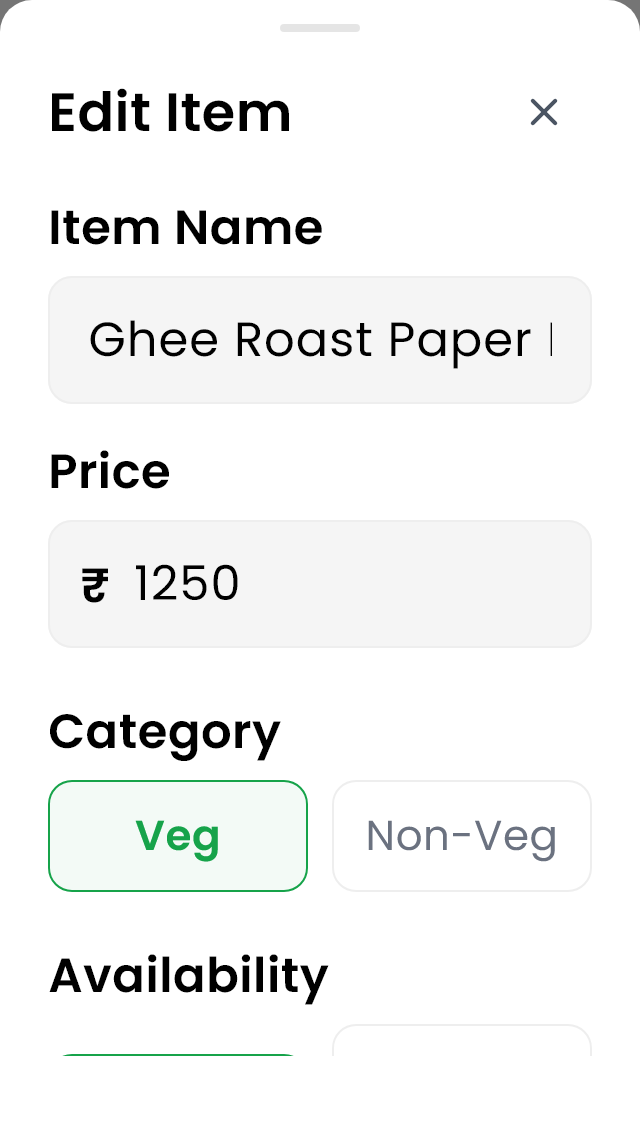 Edit Item
Item Name
Ghee Roast Paper
Price
₹ 1250
Category
Veg
Non-Veg
Availability